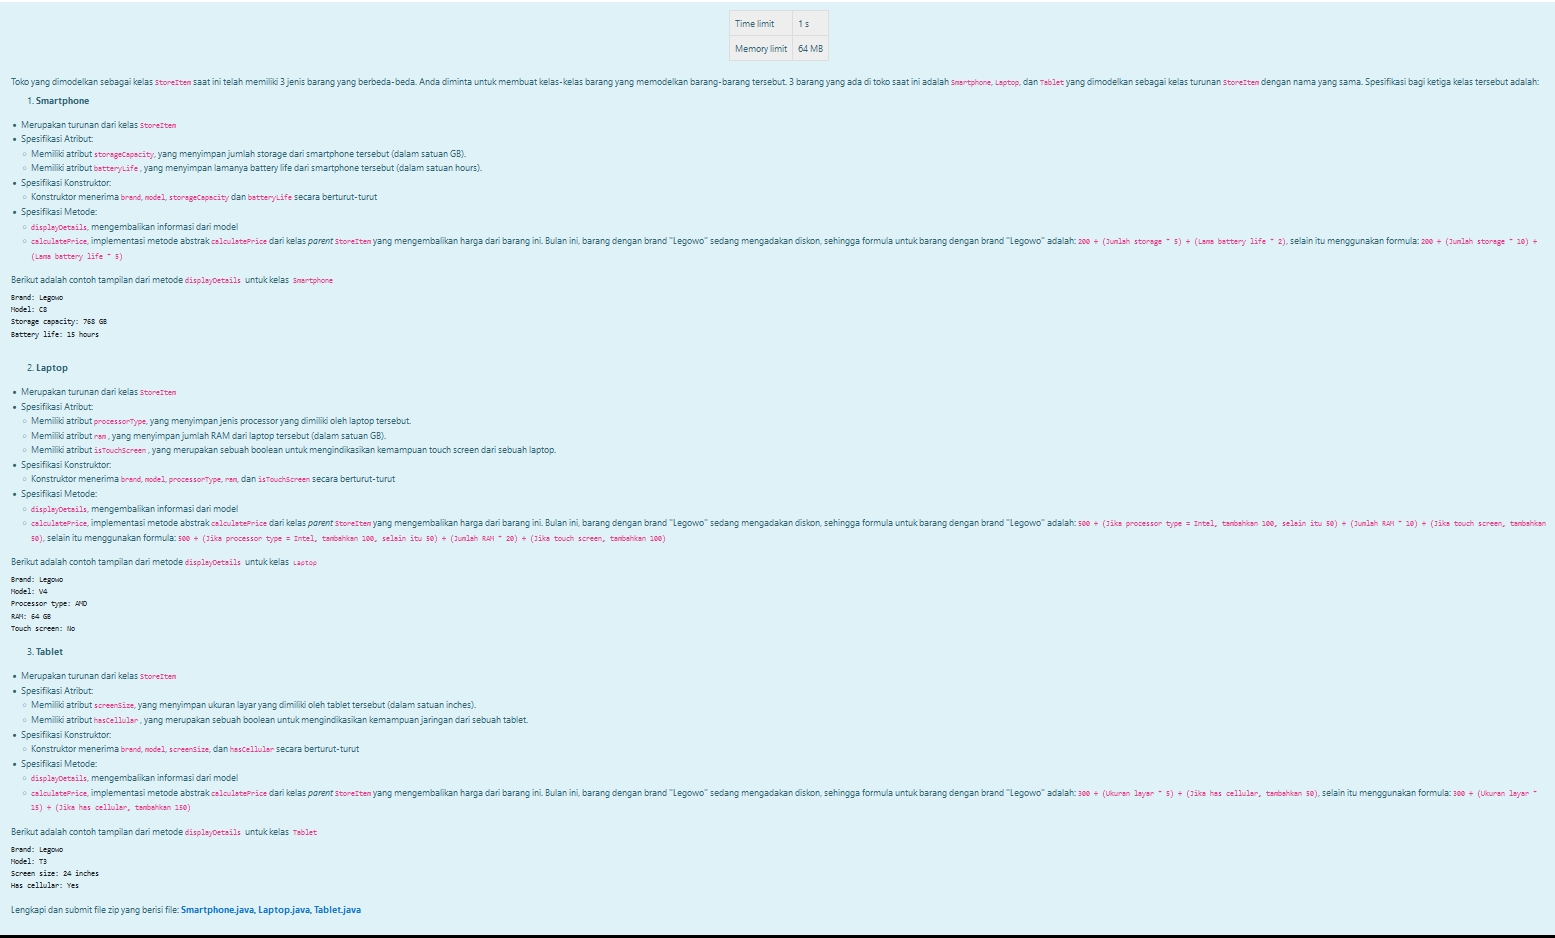 Time limit 1 s
Memory limit 64 MB
Toko yang dimodelkan sebagai kelas StoreItem saat ini telah memiliki 3 jenis barang yang berbeda-beda. Anda diminta untuk membuat kelas-kelas barang yang memodelkan barang-barang tersebut. 3 barang yang ada di toko saat ini adalah Smartphone, Laptop, dan Tablet yang dimodelkan sebagai kelas turunan StoreItem dengan nama yang sama. Spesifikasi bagi ketiga kelas tersebut adalah:
1. Smartphone
• Merupakan turunan dari kelas StoreItem
• Spesifikasi Atribut:
○ Memiliki atribut storageCapacity, yang menyimpan jumlah storage dari smartphone tersebut (dalam satuan GB).
○ Memiliki atribut batteryLife , yang menyimpan lamanya battery life dari smartphone tersebut (dalam satuan hours).
• Spesifikasi Konstruktor:
○ Konstruktor menerima brand, model, storageCapacity dan batteryLife secara berturut-turut
• Spesifikasi Metode:
○ displayDetails, mengembalikan informasi dari model
○ calculatePrice, implementasi metode abstrak calculatePrice dari kelas parent StoreItem yang mengembalikan harga dari barang ini. Bulan ini, barang dengan brand "Legowo" sedang mengadakan diskon, sehingga formula untuk barang dengan brand "Legowo" adalah: 200 + (Jumlah storage * 5) + (Lama battery life * 2), selain itu menggunakan formula: 200 + (Jumlah storage * 10) +
(Lama battery life * 5)
Berikut adalah contoh tampilan dari metode displayDetails untuk kelas Smartphone
Brand: Legowo
Model: C8
Storage capacity: 768 GB
Battery life: 15 hours
2. Laptop
• Merupakan turunan dari kelas StoreItem
• Spesifikasi Atribut:
○ Memiliki atribut processorType, yang menyimpan jenis processor yang dimiliki oleh laptop tersebut.
○ Memiliki atribut ram , yang menyimpan jumlah RAM dari laptop tersebut (dalam satuan GB).
○ Memiliki atribut isTouchScreen , yang merupakan sebuah boolean untuk mengindikasikan kemampuan touch screen dari sebuah laptop.
• Spesifikasi Konstruktor:
○ Konstruktor menerima brand, model, processorType, ram, dan isTouchScreen secara berturut-turut
• Spesifikasi Metode:
○ displayDetails, mengembalikan informasi dari model
○ calculatePrice, implementasi metode abstrak calculatePrice dari kelas parent StoreItem yang mengembalikan harga dari barang ini. Bulan ini, barang dengan brand "Legowo" sedang mengadakan diskon, sehingga formula untuk barang dengan brand "Legowo" adalah: 500 + (Jika processor type = Intel, tambahkan 100, selain itu 50) + (Jumlah RAM * 10) + (Jika touch screen, tambahkan
50), selain itu menggunakan formula: 500 + (Jika processor type = Intel, tambahkan 100, selain itu 50) + (Jumlah RAM * 20) + (Jika touch screen, tambahkan 100)
Berikut adalah contoh tampilan dari metode displayDetails untuk kelas Laptop
Brand: Legowo
Model: V4
Processor type: AMD
RAM: 64 GB
Touch screen: No
3. Tablet
• Merupakan turunan dari kelas StoreItem
• Spesifikasi Atribut:
○ Memiliki atribut screenSize, yang menyimpan ukuran layar yang dimiliki oleh tablet tersebut (dalam satuan inches).
○ Memiliki atribut hasCellular , yang merupakan sebuah boolean untuk mengindikasikan kemampuan jaringan dari sebuah tablet.
• Spesifikasi Konstruktor:
○ Konstruktor menerima brand, model, screenSize, dan hasCellular secara berturut-turut
• Spesifikasi Metode:
○ displayDetails, mengembalikan informasi dari model
○ calculatePrice, implementasi metode abstrak calculatePrice dari kelas parent StoreItem yang mengembalikan harga dari barang ini. Bulan ini, barang dengan brand "Legowo" sedang mengadakan diskon, sehingga formula untuk barang dengan brand "Legowo" adalah: 300 + (Ukuran layar * 5) + (Jika has cellular, tambahkan 50), selain itu menggunakan formula: 300 + (Ukuran layar *
15) + (Jika has cellular, tambahkan 150)
Berikut adalah contoh tampilan dari metode displayDetails untuk kelas Tablet
Brand: Legowo
Model: T3
Screen size: 24 inches
Has cellular: Yes
Lengkapi dan submit file zip yang berisi file: Smartphone.java, Laptop.java, Tablet.java